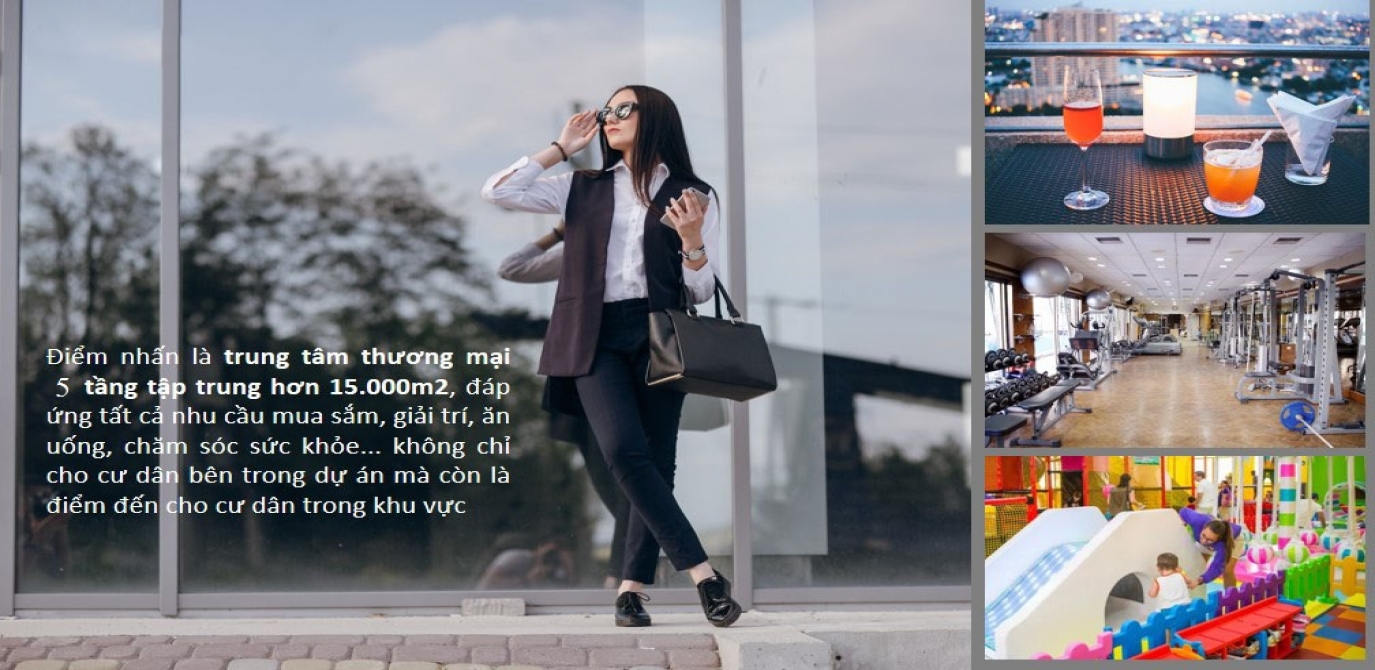 Điểm nhấn là trung tâm thương mại
5 tầng tập trung hơn 15.000m2, đáp
ứng tất cả nhu cầu mua sắm, giải trí, ăn
uống, chăm sóc sức khỏe... không chỉ
cho cư dân bên trong dự án mà còn là
điểm đến cho cư dân trong khu vực